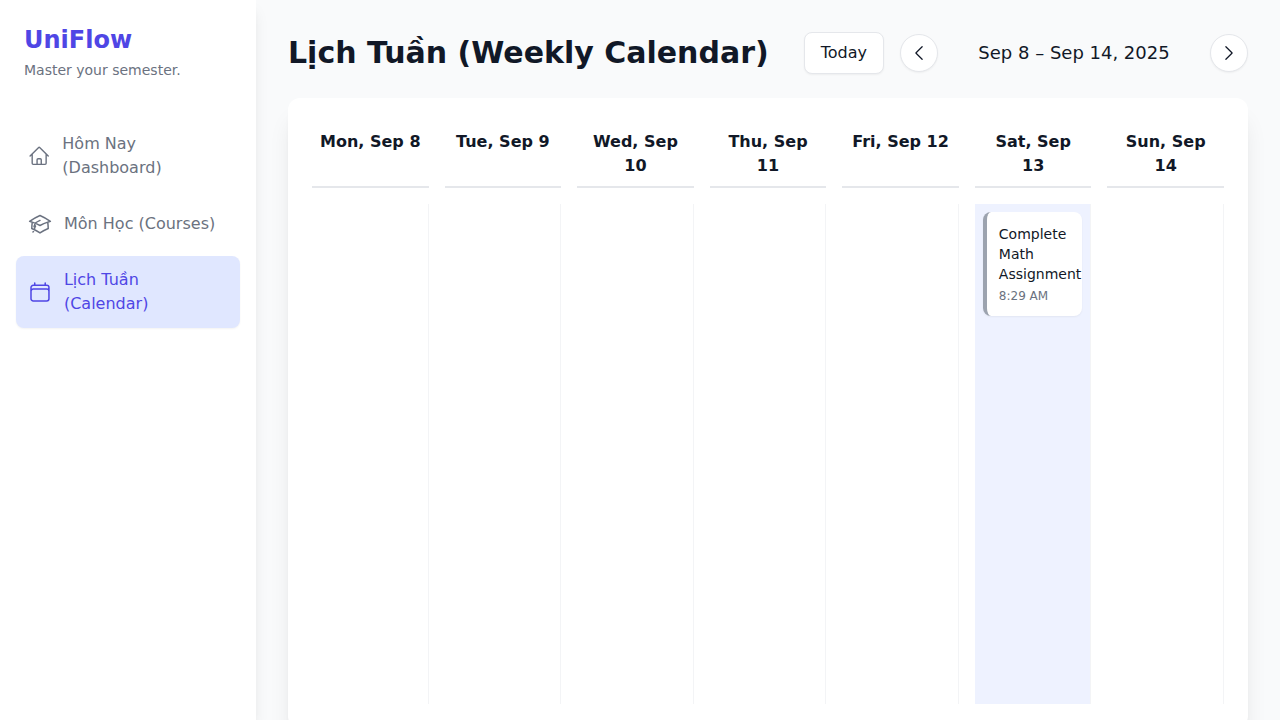 UniFlow
Master your semester.
Hôm Nay
(Dashboard)
Môn Học (Courses)
Lịch Tuần
(Calendar)
Lịch Tuần (Weekly Calendar)
Today
Sep 8 – Sep 14, 2025
Mon, Sep 8
Tue, Sep 9
Wed, Sep
10
Thu, Sep
11
Fri, Sep 12
Sat, Sep
13
Sun, Sep
14
Complete
Math
Assignment
8:29 AM